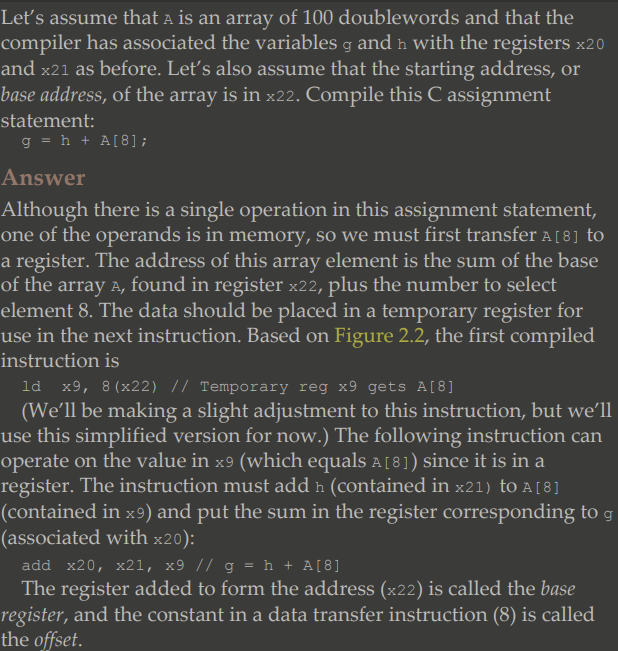 Let’s assume that A is an array of 100 doublewords and that the
compiler has associated the variables g and h with the registers x20
and x21 as before. Let’s also assume that the starting address, or
base address, of the array is in x22. Compile this C assignment
statement:
g = h + A[8];
Answer
Although there is a single operation in this assignment statement,
one of the operands is in memory, so we must first transfer A[8] to
a register. The address of this array element is the sum of the base
of the array A, found in register x22, plus the number to select
element 8. The data should be placed in a temporary register for
use in the next instruction. Based on Figure 2.2, the first compiled
instruction is
ld x9, 8(x22) // Temporary reg x9 gets A[8]
(We’ll be making a slight adjustment to this instruction, but we’ll
use this simplified version for now.) The following instruction can
operate on the value in x9 (which equals A[8]) since it is in a
register. The instruction must add h (contained in x21) to A[8]
(contained in x9) and put the sum in the register corresponding to g
(associated with x20):
add x20, x21, x9 // g = h + A[8]
The register added to form the address (x22) is called the base
register, and the constant in a data transfer instruction (8) is called
the offset.